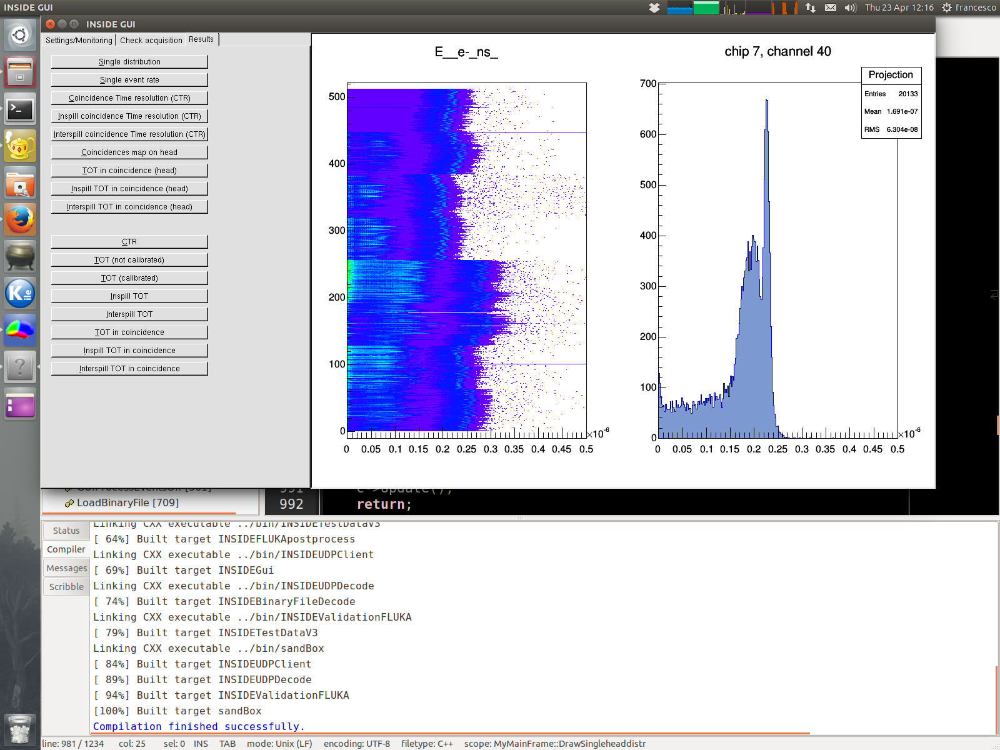 INSIDE GUI
Thu 23 Apr 12:16 francesco
INSIDE GUI
Settings/Monitoring Check acquisition Results
Single distribution
Single event rate
Coincidence Time resolution (CTR)
Inspill coincidence Time resolution (CTR)
Interspill coincidence Time resolution (CTR)
Coincidences map on head
TOT in coincidence (head)
Inspill TOT in coincidence (head)
Interspill TOT in coincidence (head)
CTR
TOT (not calibrated)
TOT (calibrated)
Inspill TOT
Interspill TOT
TOT in coincidence
Inspill TOT in coincidence
Interspill TOT in coincidence
E__e-_ns_
500
400
300
200
100
0
×10-6
0 0.05 0.1 0.15 0.2 0.25 0.3 0.35 0.4 0.45 0.5
chip 7, channel 40
Projection
Entries 20133
Mean 1.691e-07
RMS 6.304e-08
700
600
500
400
300
200
100
0
×10-6
0 0.05 0.1 0.15 0.2 0.25 0.3 0.35 0.4 0.45 0.5
LoadBinaryFile [709]
991 c->Update();
992 return;
Status
Compiler
Messages
Scribble
Linking CXX executable ../bin/INSIDETestDataV3
[ 64%] Built target INSIDEFLUKApostprocess
Linking CXX executable ../bin/INSIDEUDPClient
[ 69%] Built target INSIDEGui
Linking CXX executable ../bin/INSIDEUDPDecode
[ 74%] Built target INSIDEBinaryFileDecode
Linking CXX executable ../bin/INSIDEValidationFLUKA
[ 79%] Built target INSIDETestDataV3
Linking CXX executable ../bin/sandBox
[ 84%] Built target INSIDEUDPClient
[ 89%] Built target INSIDEUDPDecode
[ 94%] Built target INSIDEValidationFLUKA
[100%] Built target sandBox
Compilation finished successfully.
line: 981 / 1234 col: 25 sel: 0 INS TAB mode: Unix (LF) encoding: UTF-8 filetype: C++ scope: MyMainFrame::DrawSingleheaddistr